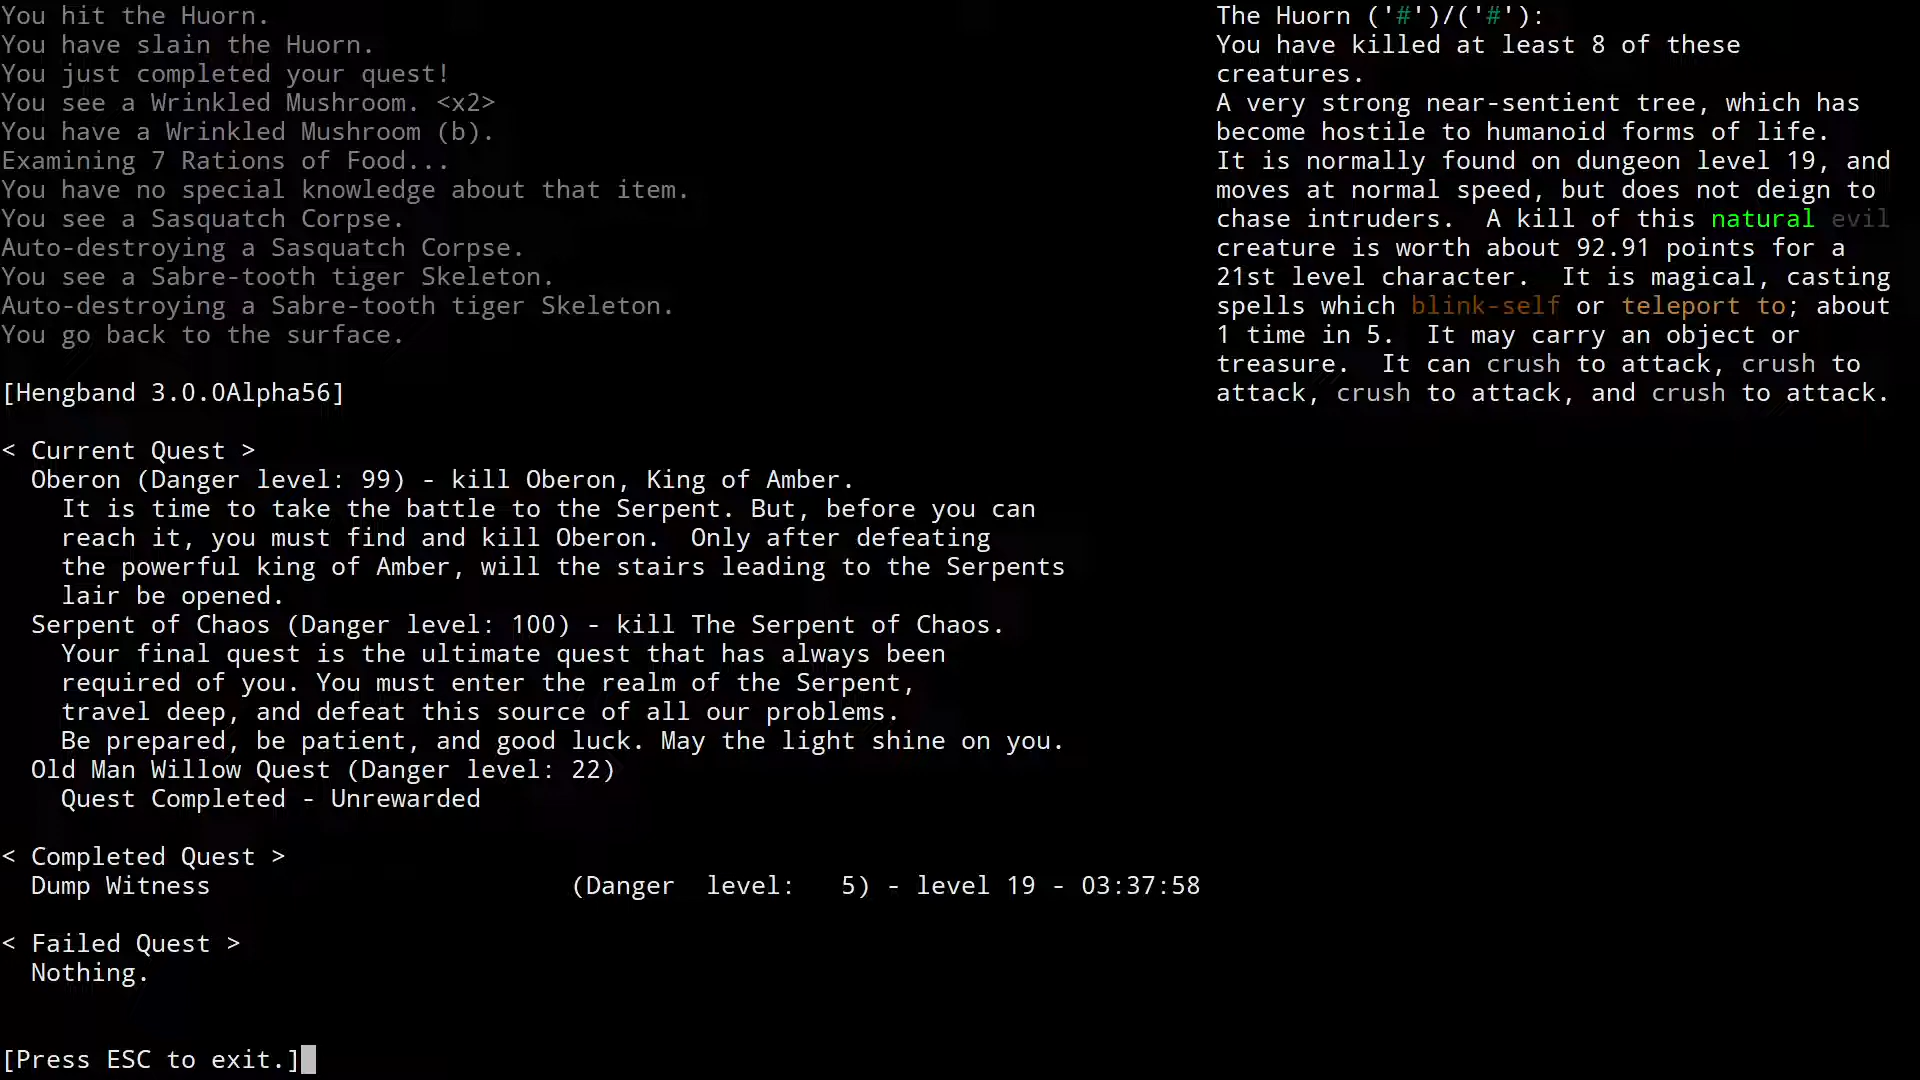 You hit the Huorn.
You have slain the Huorn.
You just completed your quest!
You see a Wrinkled Mushroom. <x2>
You have a Wrinkled Mushroom (b).
Examining 7 Rations of Food...
You have no special knowledge about that item.
You see a Sasquatch Corpse.
Auto-destroying a Sasquatch Corpse.
You see a Sabre-tooth tiger Skeleton.
Auto-destroying a Sabre-tooth tiger Skeleton.
You go back to the surface.
[Hengband 3.0.0Alpha56]
< Current Quest >
Oberon (Danger level: 99) - kill Oberon, King of Amber.
It is time to take the battle to the Serpent. But, before you can
reach it, you must find and kill Oberon.  Only after defeating
the powerful king of Amber, will the stairs leading to the Serpents
lair be opened.
Serpent of Chaos (Danger level: 100) - kill The Serpent of Chaos.
Your final quest is the ultimate quest that has always been
required of you. You must enter the realm of the Serpent,
travel deep, and defeat this source of all our problems.
Be prepared, be patient, and good luck. May the light shine on you.
Old Man Willow Quest (Danger level: 22)
Quest Completed - Unrewarded
< Completed Quest >
Dump Witness (Danger level: 5) - level 19 - 03:37:58
< Failed Quest >
Nothing.
[Press ESC to exit.]
The Huorn ('#')/('#'):
You have killed at least 8 of these
creatures.
A very strong near-sentient tree, which has
become hostile to humanoid forms of life.
It is normally found on dungeon level 19, and
moves at normal speed, but does not deign to
chase intruders.  A kill of this natural evil
creature is worth about 92.91 points for a
21st level character.  It is magical, casting
spells which blink-self or teleport to; about
1 time in 5.  It may carry an object or
treasure.  It can crush to attack, crush to
attack, crush to attack, and crush to attack.